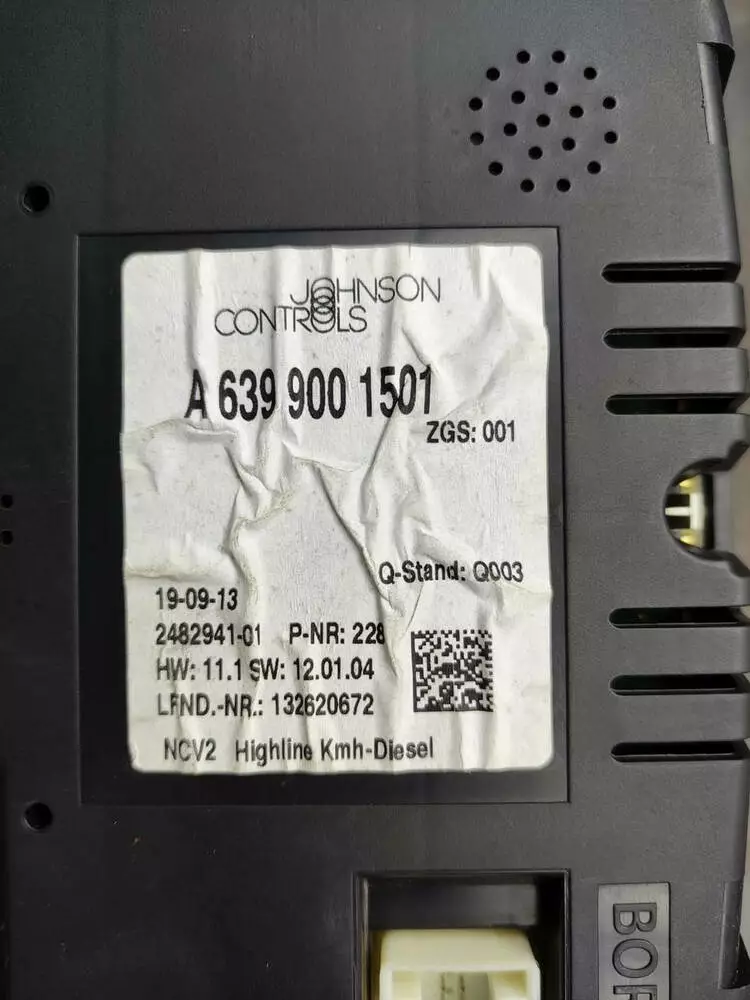 JOHNSON
CONTROLS
A 639 900 1501
ZGS: 001
Q-Stand: Q003
19-09-13
2482941-01 P-NR: 228
HW: 11.1 SW: 12.01.04
LFND.-NR.: 132620672
NCV2 Highline Kmh-Diesel